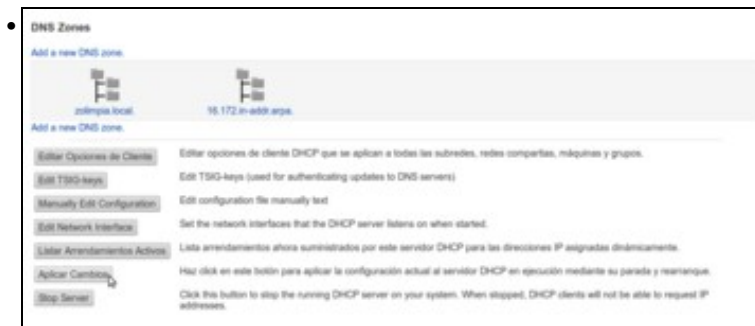 DNS Zones
Add a new DNS zone.
zolimpia.local.
16.172.in-addr.arpa.
Add a new DNS zone.
Editar Opciones de Cliente
Editar opciones de cliente DHCP que se aplican a todas las subredes, redes compartias, máquinas y grupos.
Edit TSIG-keys
Edit TSIG-keys (used for authenticating updates to DNS servers)
Manually Edit Configuration
Edit configuration file manually text
Edit Network Interface
Set the network interfaces that the DHCP server listens on when started.
Listar Arrendamientos Activos
Lista arrendamientos ahora suministrados por este servidor DHCP para las direcciones IP asignadas dinámicamente.
Aplicar Cambios
Haz click en este botón para aplicar la configuración actual al servidor DHCP en ejecución mediante su parada y rearranque.
Stop Server
Click this button to stop the running DHCP server on your system. When stopped, DHCP clients will not be able to request IP
addresses.